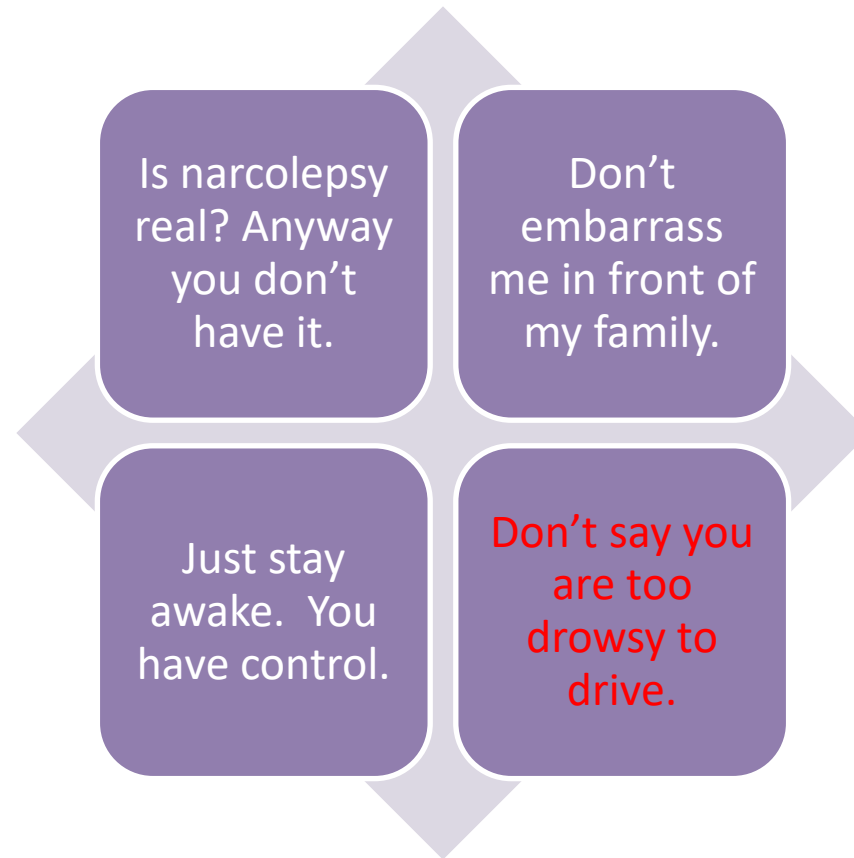 Is narcolepsy
real? Anyway
you don’t
have it.
Don’t
embarrass
me in front of
my family.
Just stay
awake.  You
have control.
Don’t say you
are too
drowsy to
drive.